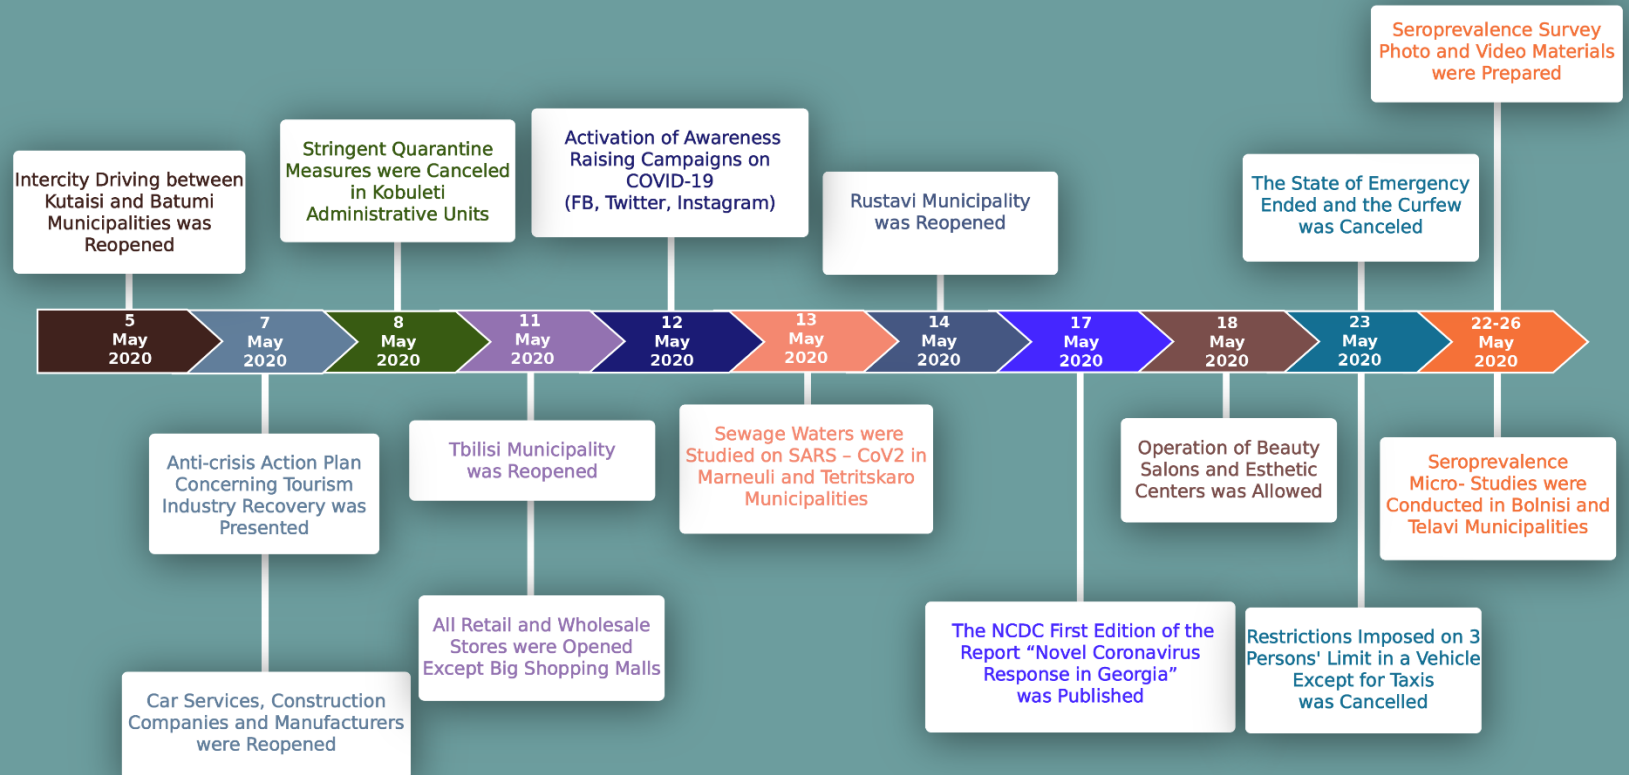 Seroprevalence Survey
Photo and Video Materials
were Prepared
Activation of Awareness
Raising Campaigns on
COVID-19
(FB, Twitter, Instagram)
Stringent Quarantine
Measures were Canceled
in Kobuleti
Administrative Units
Intercity Driving between
Kutaisi and Batumi
Municipalities was
Reopened
Rustavi Municipality
was Reopened
The State of Emergency
Ended and the Curfew
was Canceled
5
May
2020
7
May
2020
8
May
2020
11
May
2020
12
May
2020
13
May
2020
14
May
2020
17
May
2020
18
May
2020
23
May
2020
22-26
May
2020
Anti-crisis Action Plan
Concerning Tourism
Industry Recovery was
Presented
Tbilisi Municipality
was Reopened
Sewage Waters were
Studied on SARS – CoV2 in
Marneuli and Tetritskaro
Municipalities
Operation of Beauty
Salons and Esthetic
Centers was Allowed
Seroprevalence
Micro- Studies were
Conducted in Bolnisi and
Telavi Municipalities
Car Services, Construction
Companies and Manufacturers
were Reopened
All Retail and Wholesale
Stores were Opened
Except Big Shopping Malls
The NCDC First Edition of the
Report “Novel Coronavirus
Response in Georgia”
was Published
Restrictions Imposed on 3
Persons' Limit in a Vehicle
Except for Taxis
was Cancelled